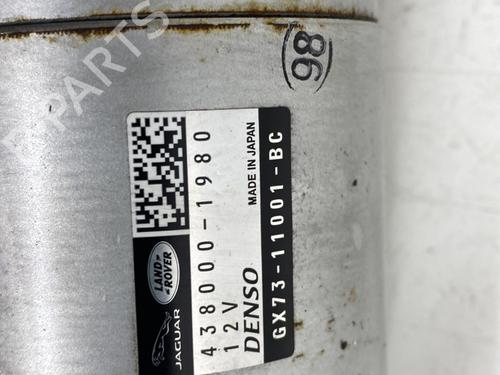 438000-1980
12V
DENSO
MADE IN JAPAN
GX73-11001-BC
LAND-
ROVER
JAGUAR
(98)
PARTS